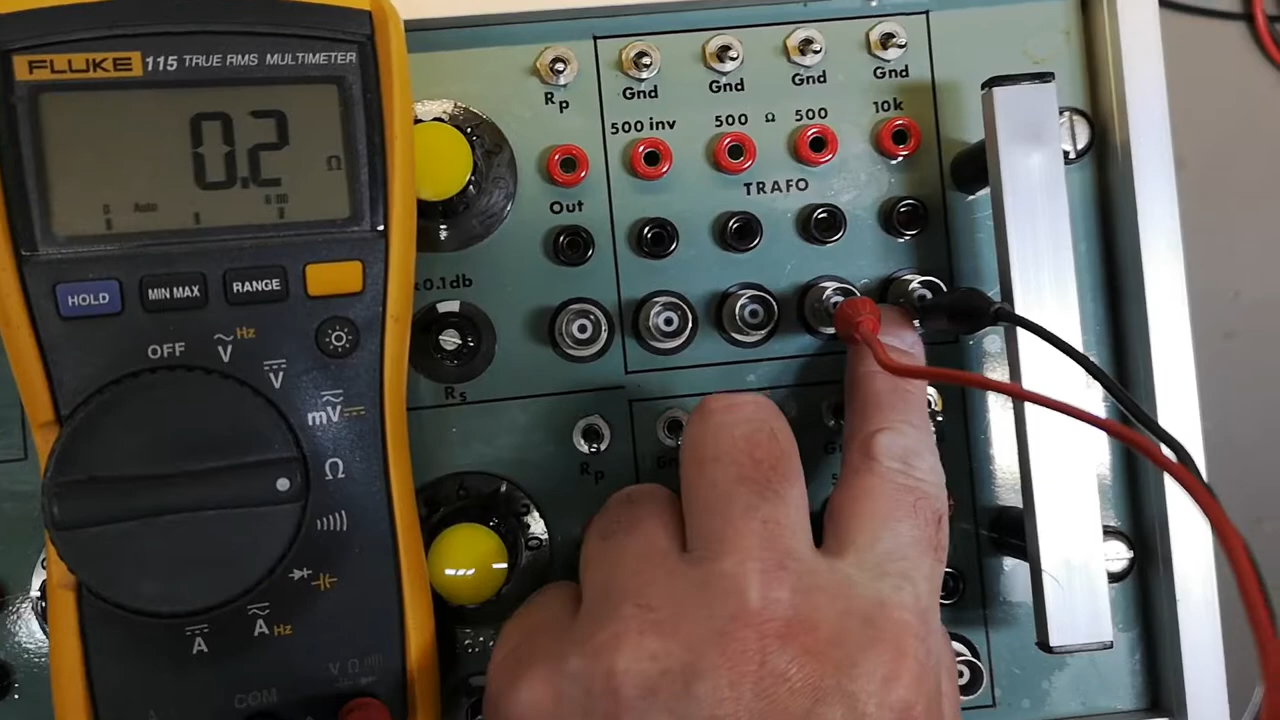 FLUKE 115 TRUE RMS MULTIMETER
0.2 Ω
Auto
HOLD
MIN MAX
RANGE
OFF
V Hz
V
mV
Ω
A Hz
A
V Ω
COM
Rp
Gnd
Gnd
Gnd
Gnd
500 inv
500 Ω 500
10k
TRAFO
Out
0.1db
Rs
Rp